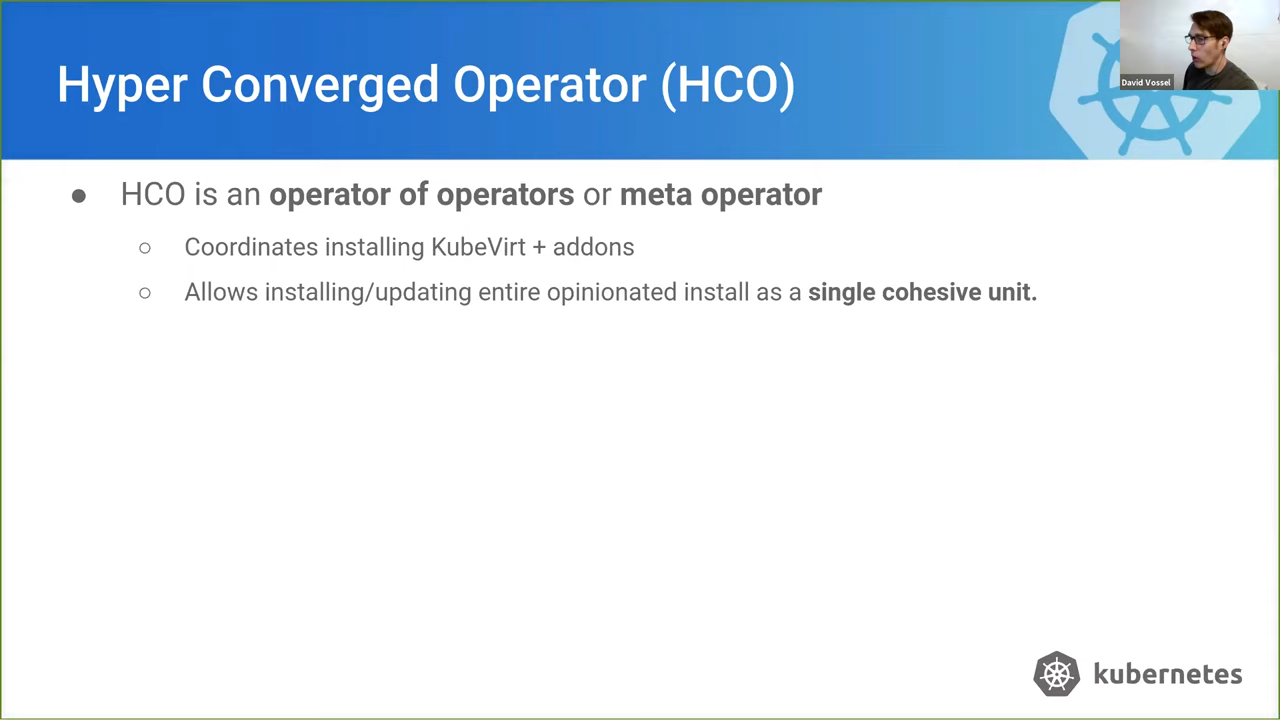 Hyper Converged Operator (HCO)
David Vossel
● HCO is an operator of operators or meta operator
○ Coordinates installing KubeVirt + addons
○ Allows installing/updating entire opinionated install as a single cohesive unit.
kubernetes